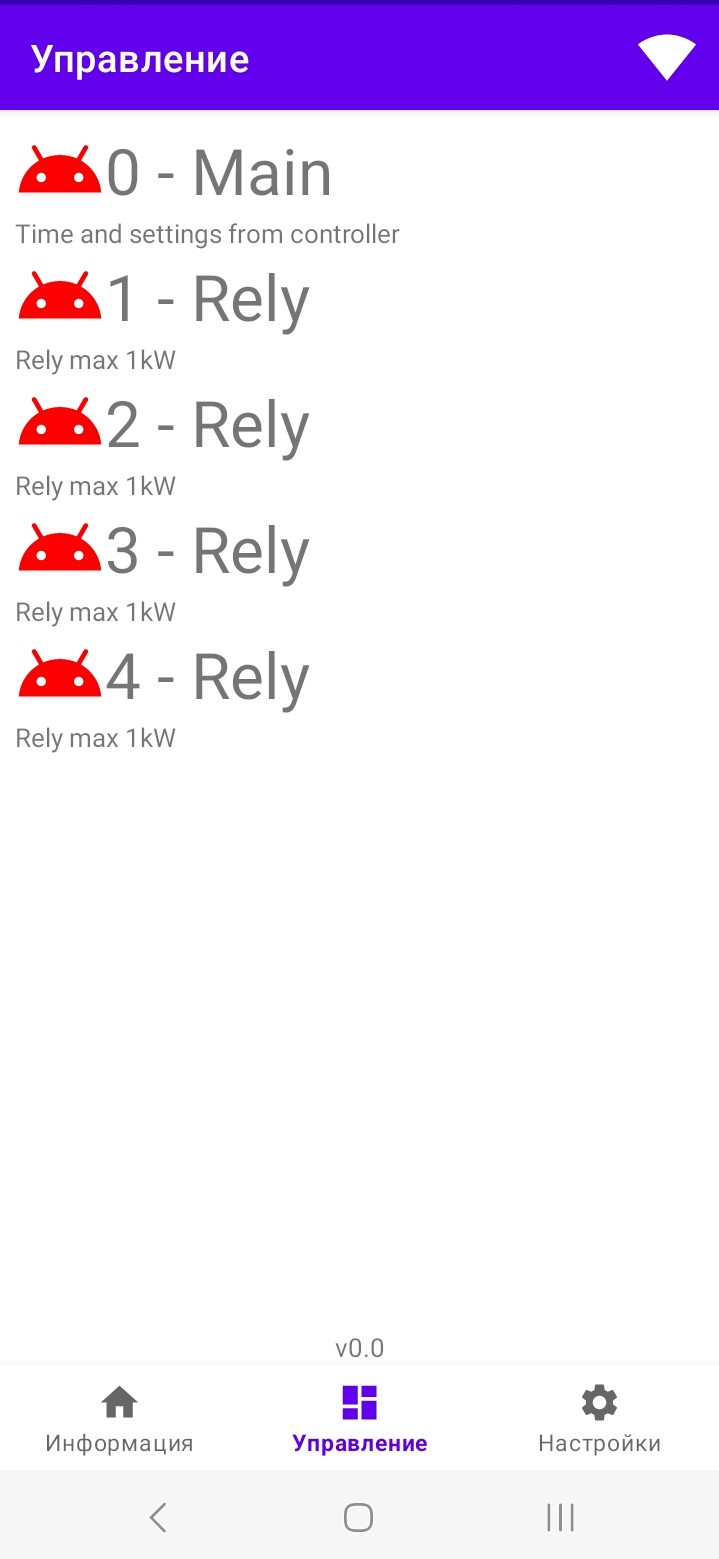 Управление
0 - Main
Time and settings from controller
1 - Rely
Rely max 1kW
2 - Rely
Rely max 1kW
3 - Rely
Rely max 1kW
4 - Rely
Rely max 1kW
v0.0
Информация
Управление
Настройки